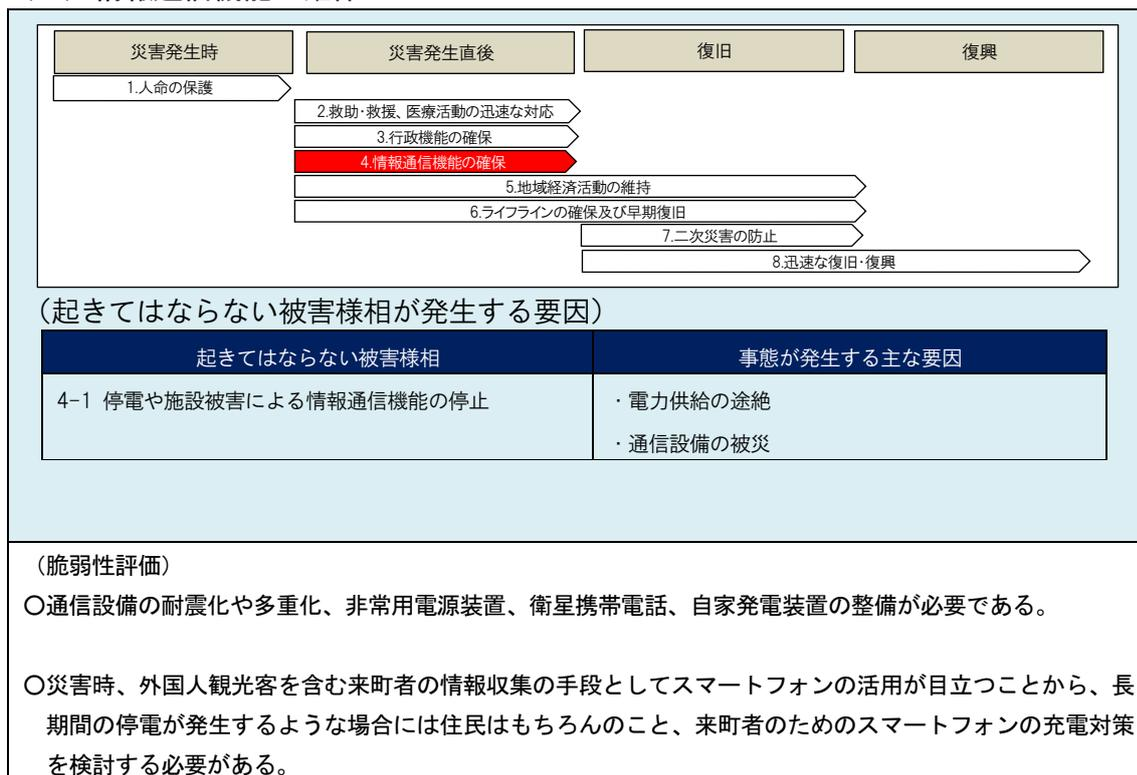 災害発生時
災害発生直後
復旧
復興
1.人命の保護
2.救助・救援、医療活動の迅速な対応
3.行政機能の確保
4.情報通信機能の確保
5.地域経済活動の維持
6.ライフラインの確保及び早期復旧
7.二次災害の防止
8.迅速な復旧・復興
(起きてはならない被害様相が発生する要因)
起きてはならない被害様相
事態が発生する主な要因
4-1 停電や施設被害による情報通信機能の停止
・電力供給の途絶
・通信設備の被災
(脆弱性評価)
〇通信設備の耐震化や多重化、非常用電源装置、衛星携帯電話、自家発電装置の整備が必要である。
〇災害時、外国人観光客を含む来町者の情報収集の手段としてスマートフォンの活用が目立つことから、長
期間の停電が発生するような場合には住民はもちろんのこと、来町者のためのスマートフォンの充電対策
を検討する必要がある。